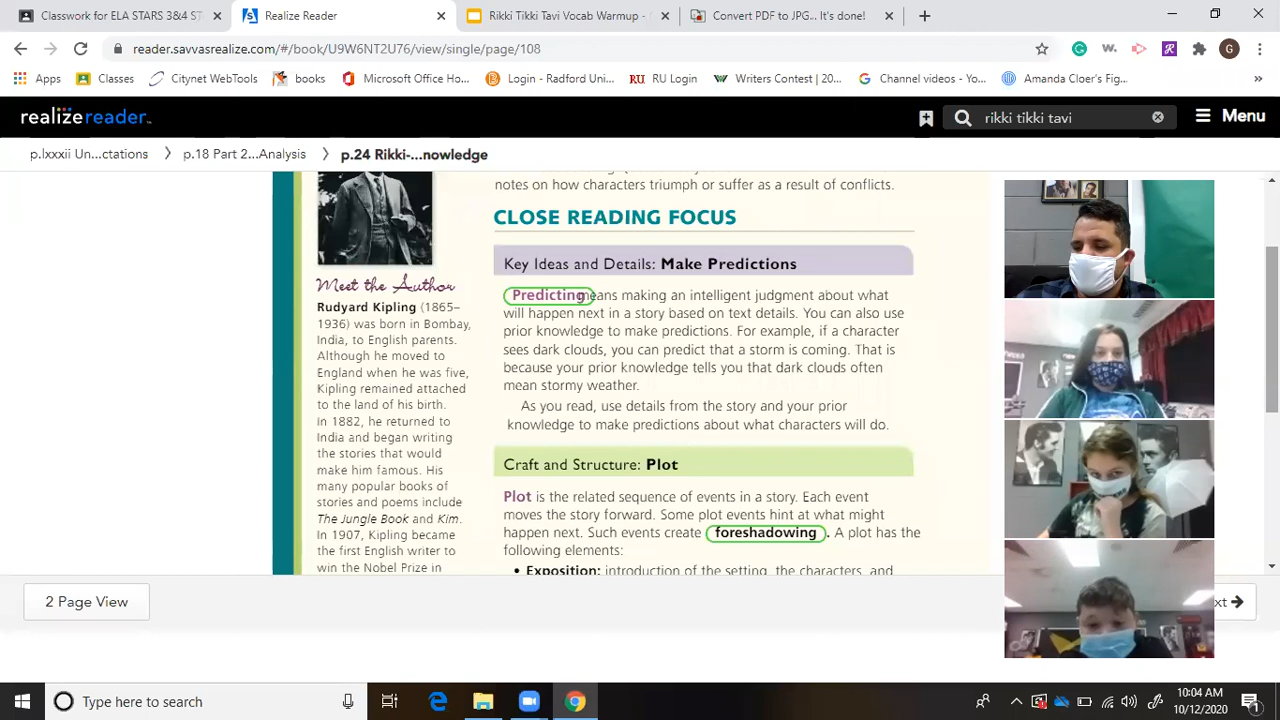 Classwork for ELA STARS 3&4 ST
Realize Reader
Rikki Tikki Tavi Vocab Warmup -
Convert PDF to JPG... It's done!
reader.savvasrealize.com/#/book/U9W6NT2U76/view/single/page/108
G
Apps
Classes
Citynet WebTools
books
Microsoft Office Ho...
Login - Radford Uni...
RU Login
Writers Contest | 20...
Channel videos - Yo...
Amanda Cloer's Fig...
realizereader™
rikki tikki tavi
Menu
p.lxxxii Un...ctations
p.18 Part 2...Analysis
p.24 Rikki-...nowledge
notes on how characters triumph or suffer as a result of conflicts.
CLOSE READING FOCUS
Key Ideas and Details: Make Predictions
Predicting means making an intelligent judgment about what
will happen next in a story based on text details. You can also use
prior knowledge to make predictions. For example, if a character
sees dark clouds, you can predict that a storm is coming. That is
because your prior knowledge tells you that dark clouds often
mean stormy weather.
As you read, use details from the story and your prior
knowledge to make predictions about what characters will do.
Craft and Structure: Plot
Plot is the related sequence of events in a story. Each event
moves the story forward. Some plot events hint at what might
happen next. Such events create foreshadowing. A plot has the
following elements:
• Exposition: introduction of the setting, the characters, and
Meet the Author
Rudyard Kipling (1865–
1936) was born in Bombay,
India, to English parents.
Although he moved to
England when he was five,
Kipling remained attached
to the land of his birth.
In 1882, he returned to
India and began writing
the stories that would
make him famous. His
many popular books of
stories and poems include
The Jungle Book and Kim.
In 1907, Kipling became
the first English writer to
win the Nobel Prize in
2 Page View
xt
Type here to search
10:04 AM
10/12/2020